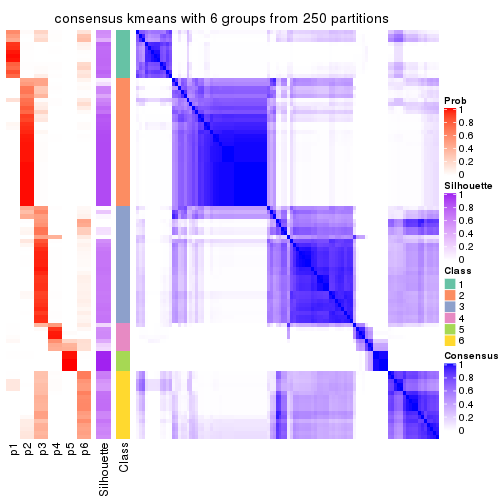 consensus kmeans with 6 groups from 250 partitions
Prob
1
0.8
0.6
0.4
0.2
0
Silhouette
1
0.8
0.6
0.4
0.2
0
Class
1
2
3
4
5
6
Consensus
1
0.8
0.6
0.4
0.2
0
p1
p2
p3
p4
p5
p6
Silhouette
Class